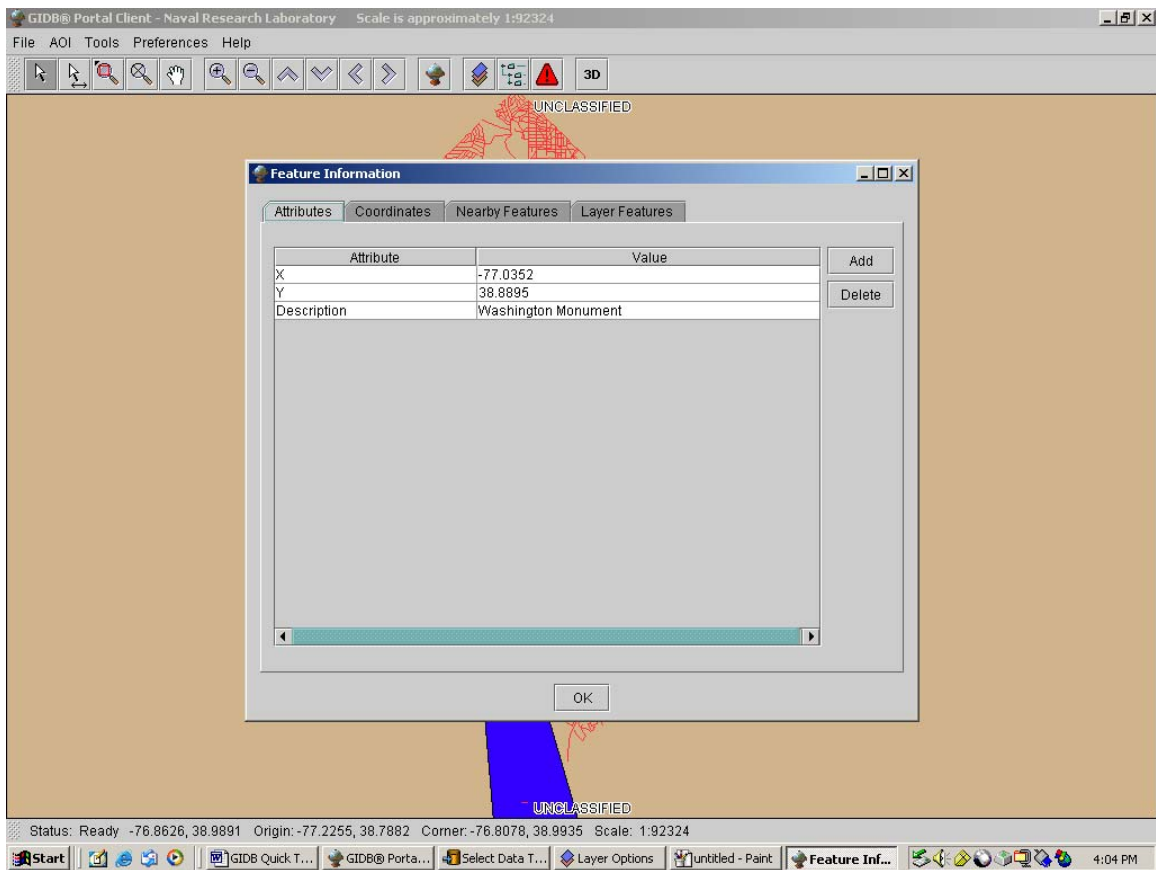 GIDB® Portal Client - Naval Research Laboratory Scale is approximately 1:92324
File AOI Tools Preferences Help
3D
UNCLASSIFIED
Feature Information
Attributes Coordinates Nearby Features Layer Features
Attribute Value
X -77.0352
Y 38.8895
Description Washington Monument
Add
Delete
OK
UNCLASSIFIED
Status: Ready -76.8626, 38.9891 Origin: -77.2255, 38.7882 Corner: -76.8078, 38.9935 Scale: 1:92324
Start GIDB Quick T... GIDB® Porta... Select Data T... Layer Options untitled - Paint Feature Inf... 4:04 PM